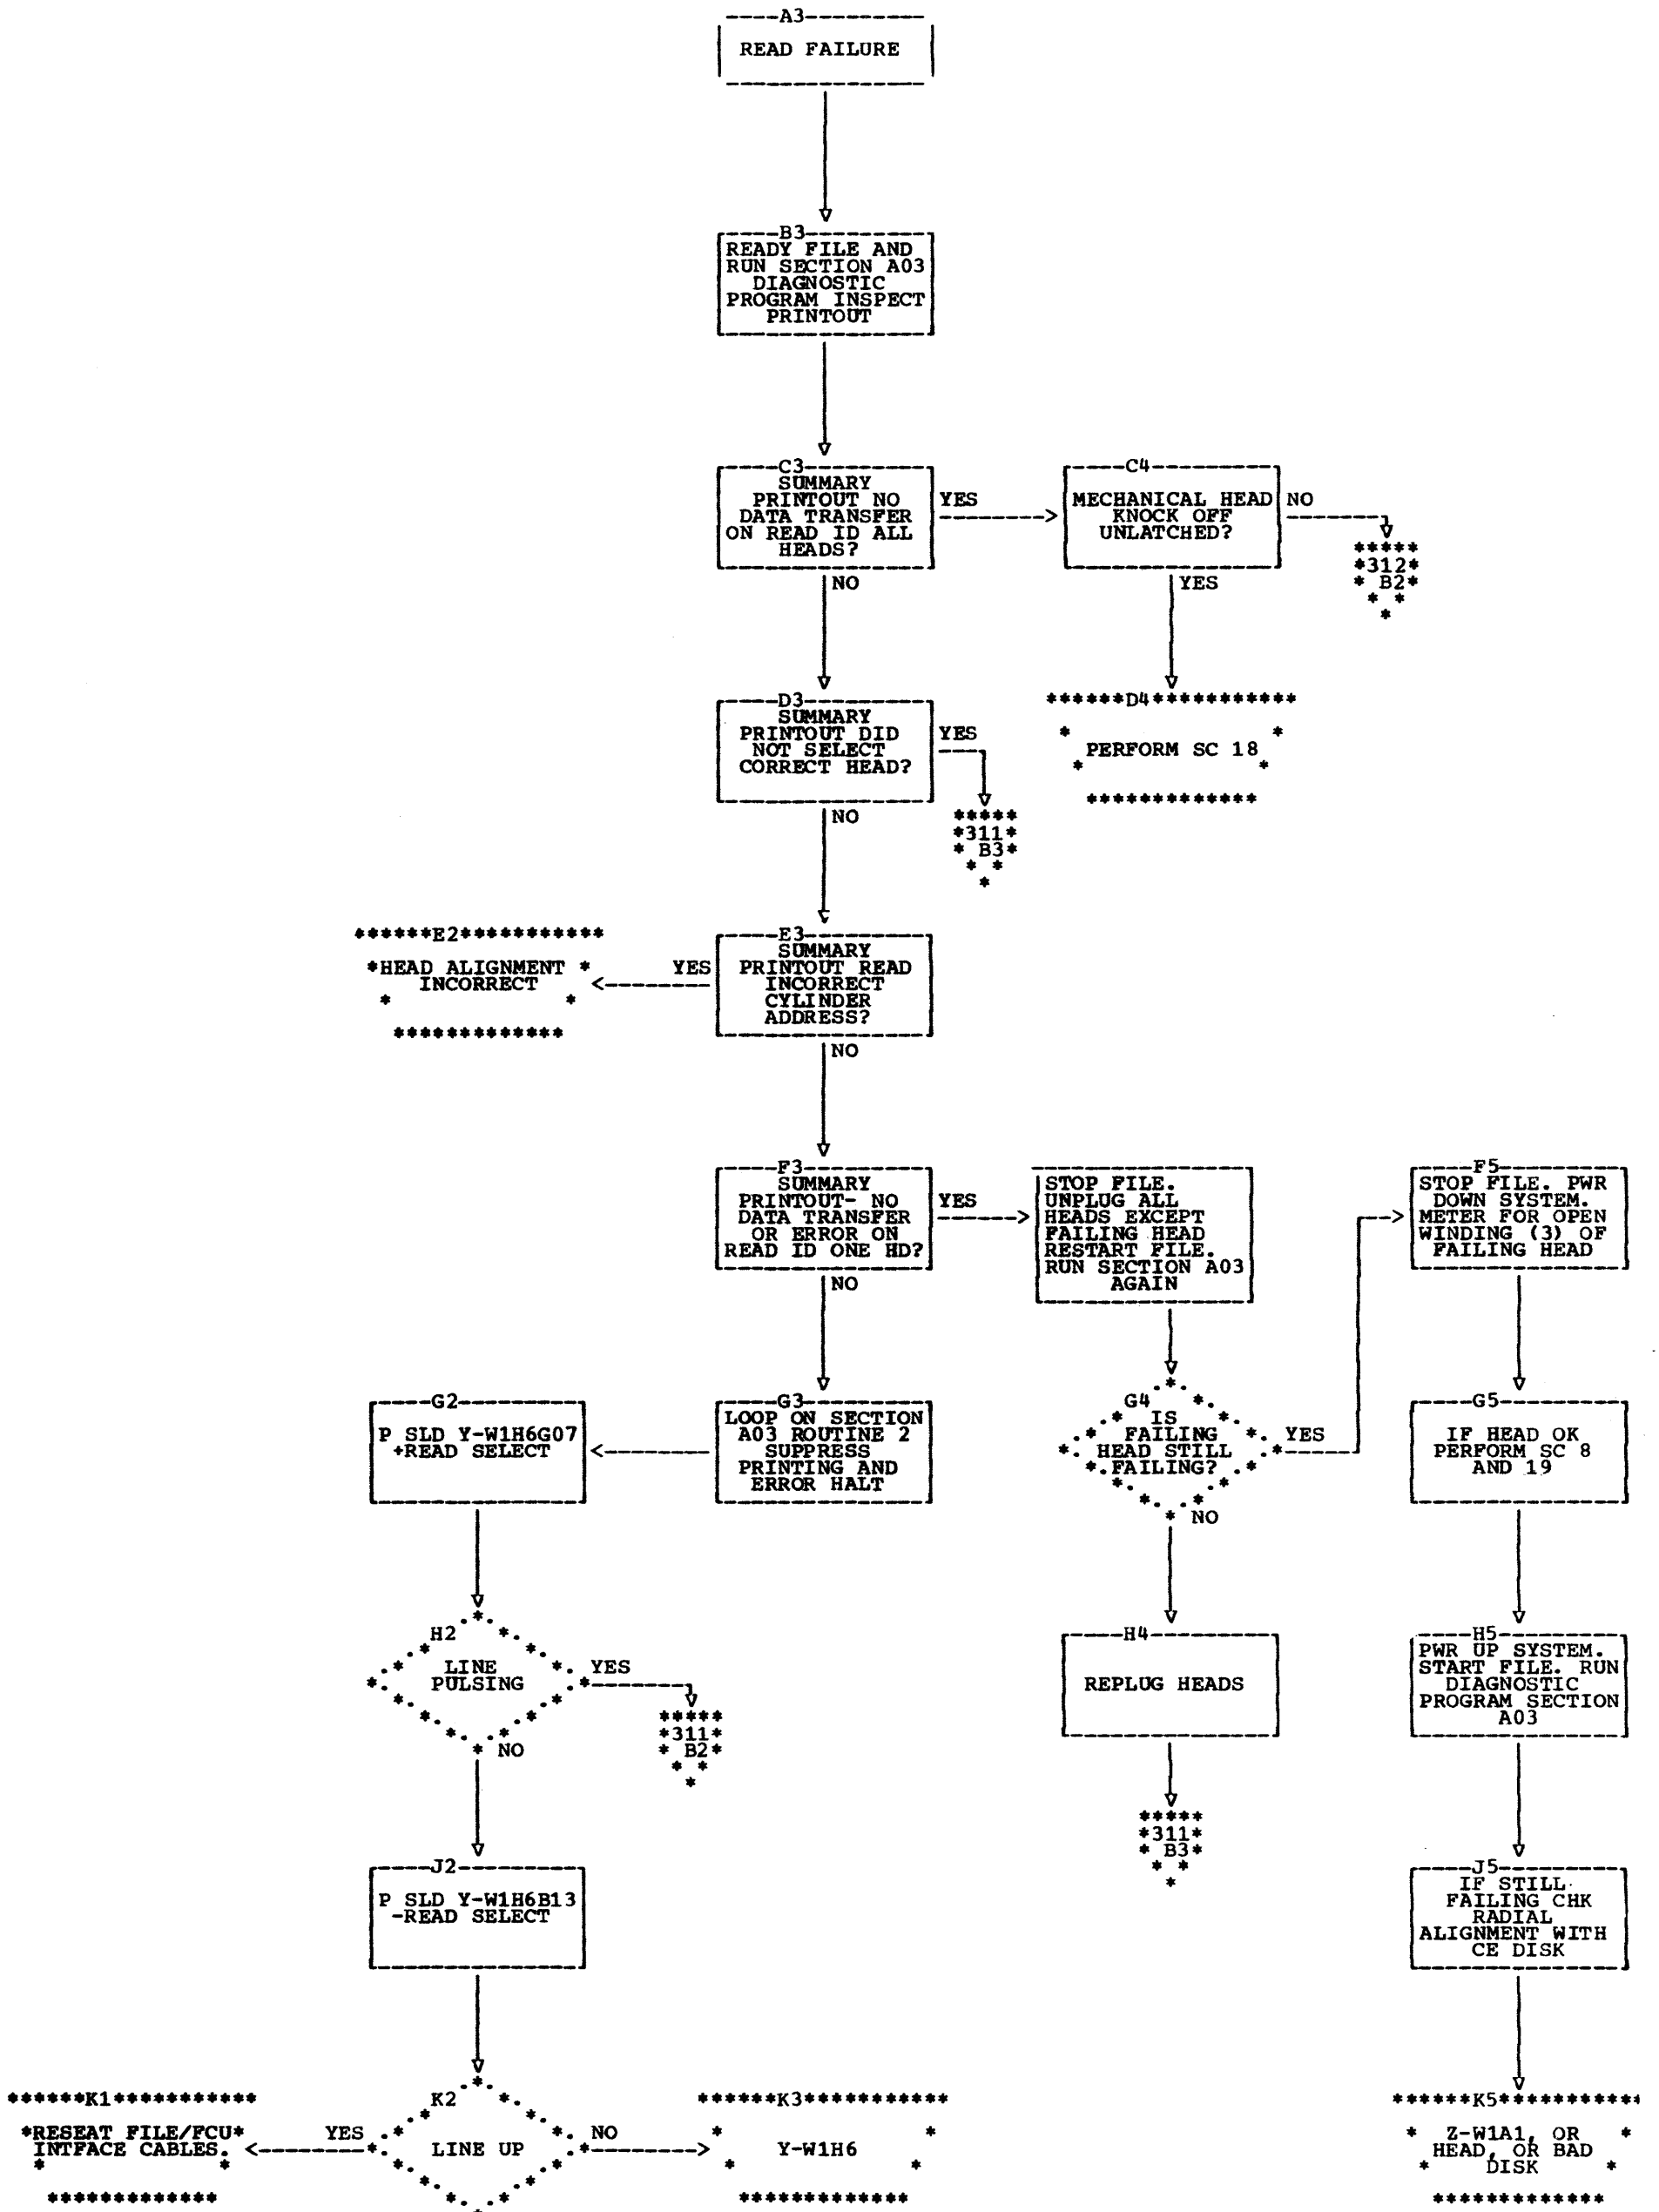 A3
READ FAILURE
B3
READY FILE AND
RUN SECTION A03
DIAGNOSTIC
PROGRAM INSPECT
PRINTOUT
C3
SUMMARY
PRINTOUT NO
DATA TRANSFER
ON READ ID ALL
HEADS?
YES
NO
C4
MECHANICAL HEAD
KNOCK OFF
UNLATCHED?
NO
YES
*****
*312*
* B2*
* *
*
D3
SUMMARY
PRINTOUT DID
NOT SELECT
CORRECT HEAD?
YES
NO
******D4***********
* *
PERFORM SC 18
* *
*************
*****
*311*
* B3*
* *
*
******E2***********
*HEAD ALIGNMENT *
INCORRECT
* *
*************
YES
E3
SUMMARY
PRINTOUT READ
INCORRECT
CYLINDER
ADDRESS?
NO
F3
SUMMARY
PRINTOUT- NO
DATA TRANSFER
OR ERROR ON
READ ID ONE HD?
YES
NO
STOP FILE.
UNPLUG ALL
HEADS EXCEPT
FAILING HEAD
RESTART FILE.
RUN SECTION A03
AGAIN
F5
STOP FILE. PWR
DOWN SYSTEM.
METER FOR OPEN
WINDING (3) OF
FAILING HEAD
G2
P SLD Y-W1H6G07
+READ SELECT
G3
LOOP ON SECTION
A03 ROUTINE 2
SUPPRESS
PRINTING AND
ERROR HALT
G4
IS
FAILING
HEAD STILL
FAILING?
YES
NO
G5
IF HEAD OK
PERFORM SC 8
AND 19
H2
LINE
PULSING
YES
NO
*****
*311*
* B2*
* *
*
H4
REPLUG HEADS
*****
*311*
* B3*
* *
*
H5
PWR UP SYSTEM.
START FILE. RUN
DIAGNOSTIC
PROGRAM SECTION
A03
J2
P SLD Y-W1H6B13
-READ SELECT
J5
IF STILL
FAILING CHK
RADIAL
ALIGNMENT WITH
CE DISK
******K1***********
*RESEAT FILE/FCU*
INTFACE CABLES.
* *
*************
YES
K2
LINE UP
NO
******K3***********
* *
Y-W1H6
* *
*************
******K5***********
* Z-W1A1, OR *
HEAD, OR BAD
* DISK *
*************